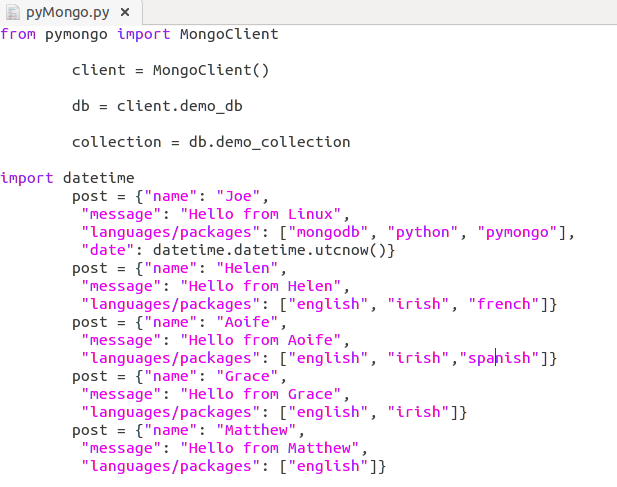 pyMongo.py ×
from pymongo import MongoClient
client = MongoClient()
db = client.demo_db
collection = db.demo_collection
import datetime
post = {"name": "Joe",
"message": "Hello from Linux",
"languages/packages": ["mongodb", "python", "pymongo"],
"date": datetime.datetime.utcnow()}
post = {"name": "Helen",
"message": "Hello from Helen",
"languages/packages": ["english", "irish", "french"]}
post = {"name": "Aoife",
"message": "Hello from Aoife",
"languages/packages": ["english", "irish","spanish"]}
post = {"name": "Grace",
"message": "Hello from Grace",
"languages/packages": ["english", "irish"]}
post = {"name": "Matthew",
"message": "Hello from Matthew",
"languages/packages": ["english"]}